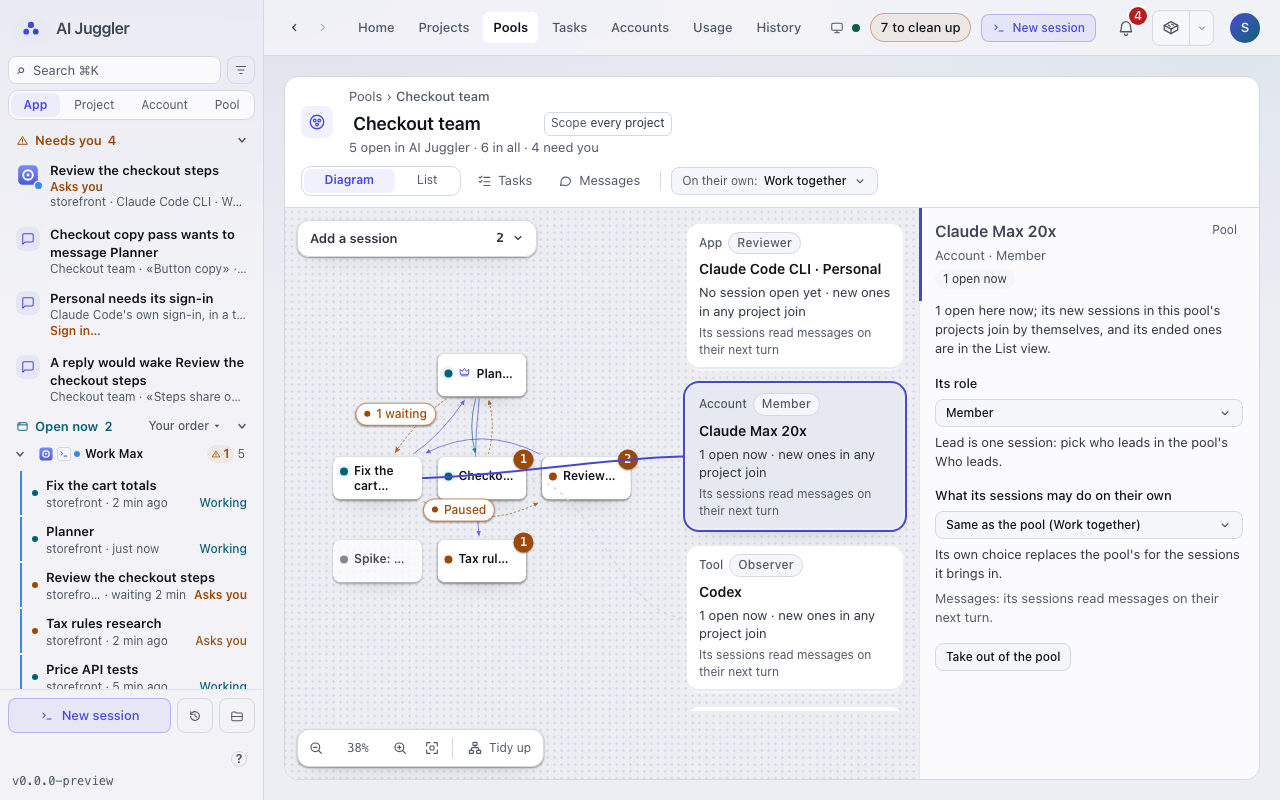 AI Juggler
Search ⌘K
App
Project
Account
Pool
Needs you 4
Review the checkout steps
Asks you
storefront · Claude Code CLI · W…
Checkout copy pass wants to
message Planner
Checkout team · «Button copy» ·…
Personal needs its sign-in
Claude Code's own sign-in, in a t…
Sign in…
A reply would wake Review the
checkout steps
Checkout team · «Steps share o…
Open now 2
Your order
Work Max
1
5
Fix the cart totals
storefront · 2 min ago
Working
Planner
storefront · just now
Working
Review the checkout steps
storefro… · waiting 2 min
Asks you
Tax rules research
storefront · 2 min ago
Asks you
Price API tests
storefront · 5 min ago
Working
New session
?
v0.0.0-preview
Home
Projects
Pools
Tasks
Accounts
Usage
History
7 to clean up
New session
4
S
Pools › Checkout team
Checkout team
Scope every project
5 open in AI Juggler · 6 in all · 4 need you
Diagram
List
Tasks
Messages
On their own: Work together
Add a session
2
Plan…
1 waiting
Fix the
cart…
1
Checko…
2
Review…
Paused
Spike: …
1
Tax rul…
38%
Tidy up
App
Reviewer
Claude Code CLI · Personal
No session open yet · new ones
in any project join
Its sessions read messages on
their next turn
Account
Member
Claude Max 20x
1 open now · new ones in any
project join
Its sessions read messages on
their next turn
Tool
Observer
Codex
1 open now · new ones in any
project join
Its sessions read messages on
their next turn
Claude Max 20x
Pool
Account · Member
1 open now
1 open here now; its new sessions in this pool's
projects join by themselves, and its ended ones
are in the List view.
Its role
Member
Lead is one session: pick who leads in the pool's
Who leads.
What its sessions may do on their own
Same as the pool (Work together)
Its own choice replaces the pool's for the sessions
it brings in.
Messages: its sessions read messages on their
next turn.
Take out of the pool